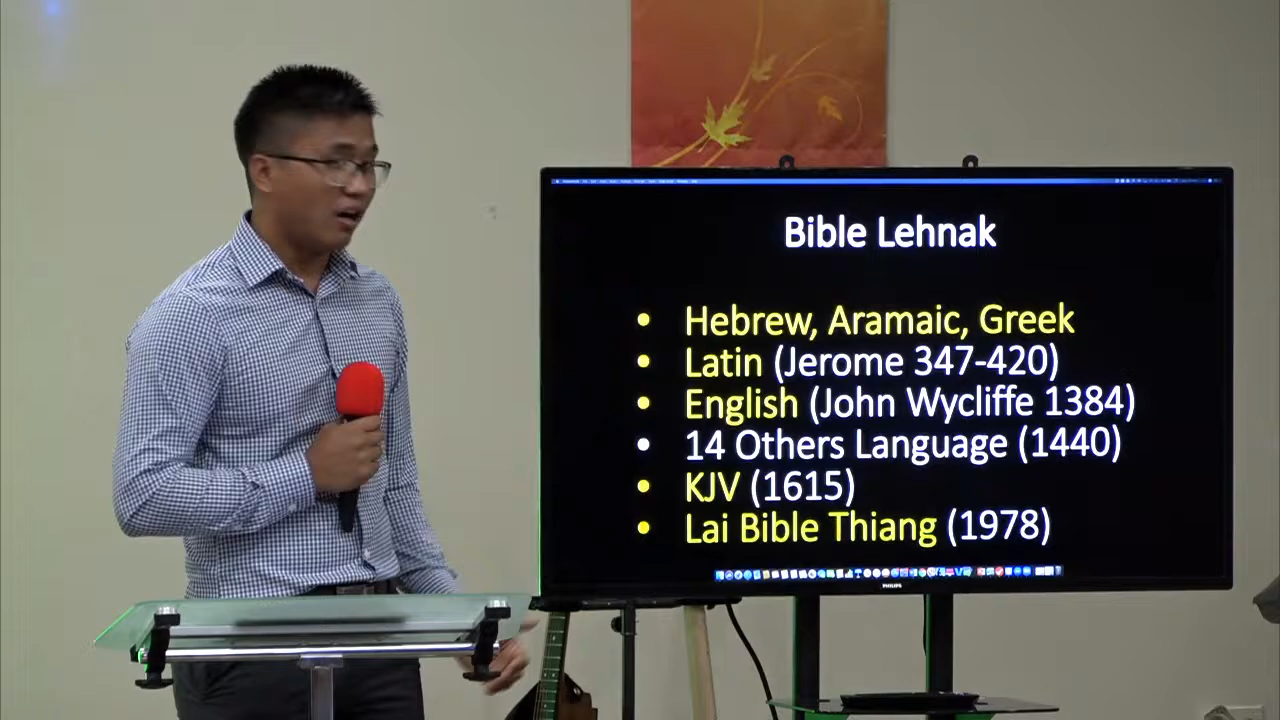 Bible Lehnak
• Hebrew, Aramaic, Greek
• Latin (Jerome 347-420)
• English (John Wycliffe 1384)
• 14 Others Language (1440)
• KJV (1615)
• Lai Bible Thiang (1978)
PHILIPS